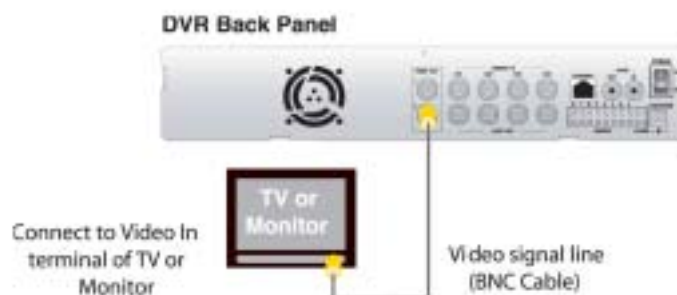 DVR Back Panel
TV or
Monitor
Connect to Video In
terminal of TV or
Monitor
Video signal line
(BNC Cable)